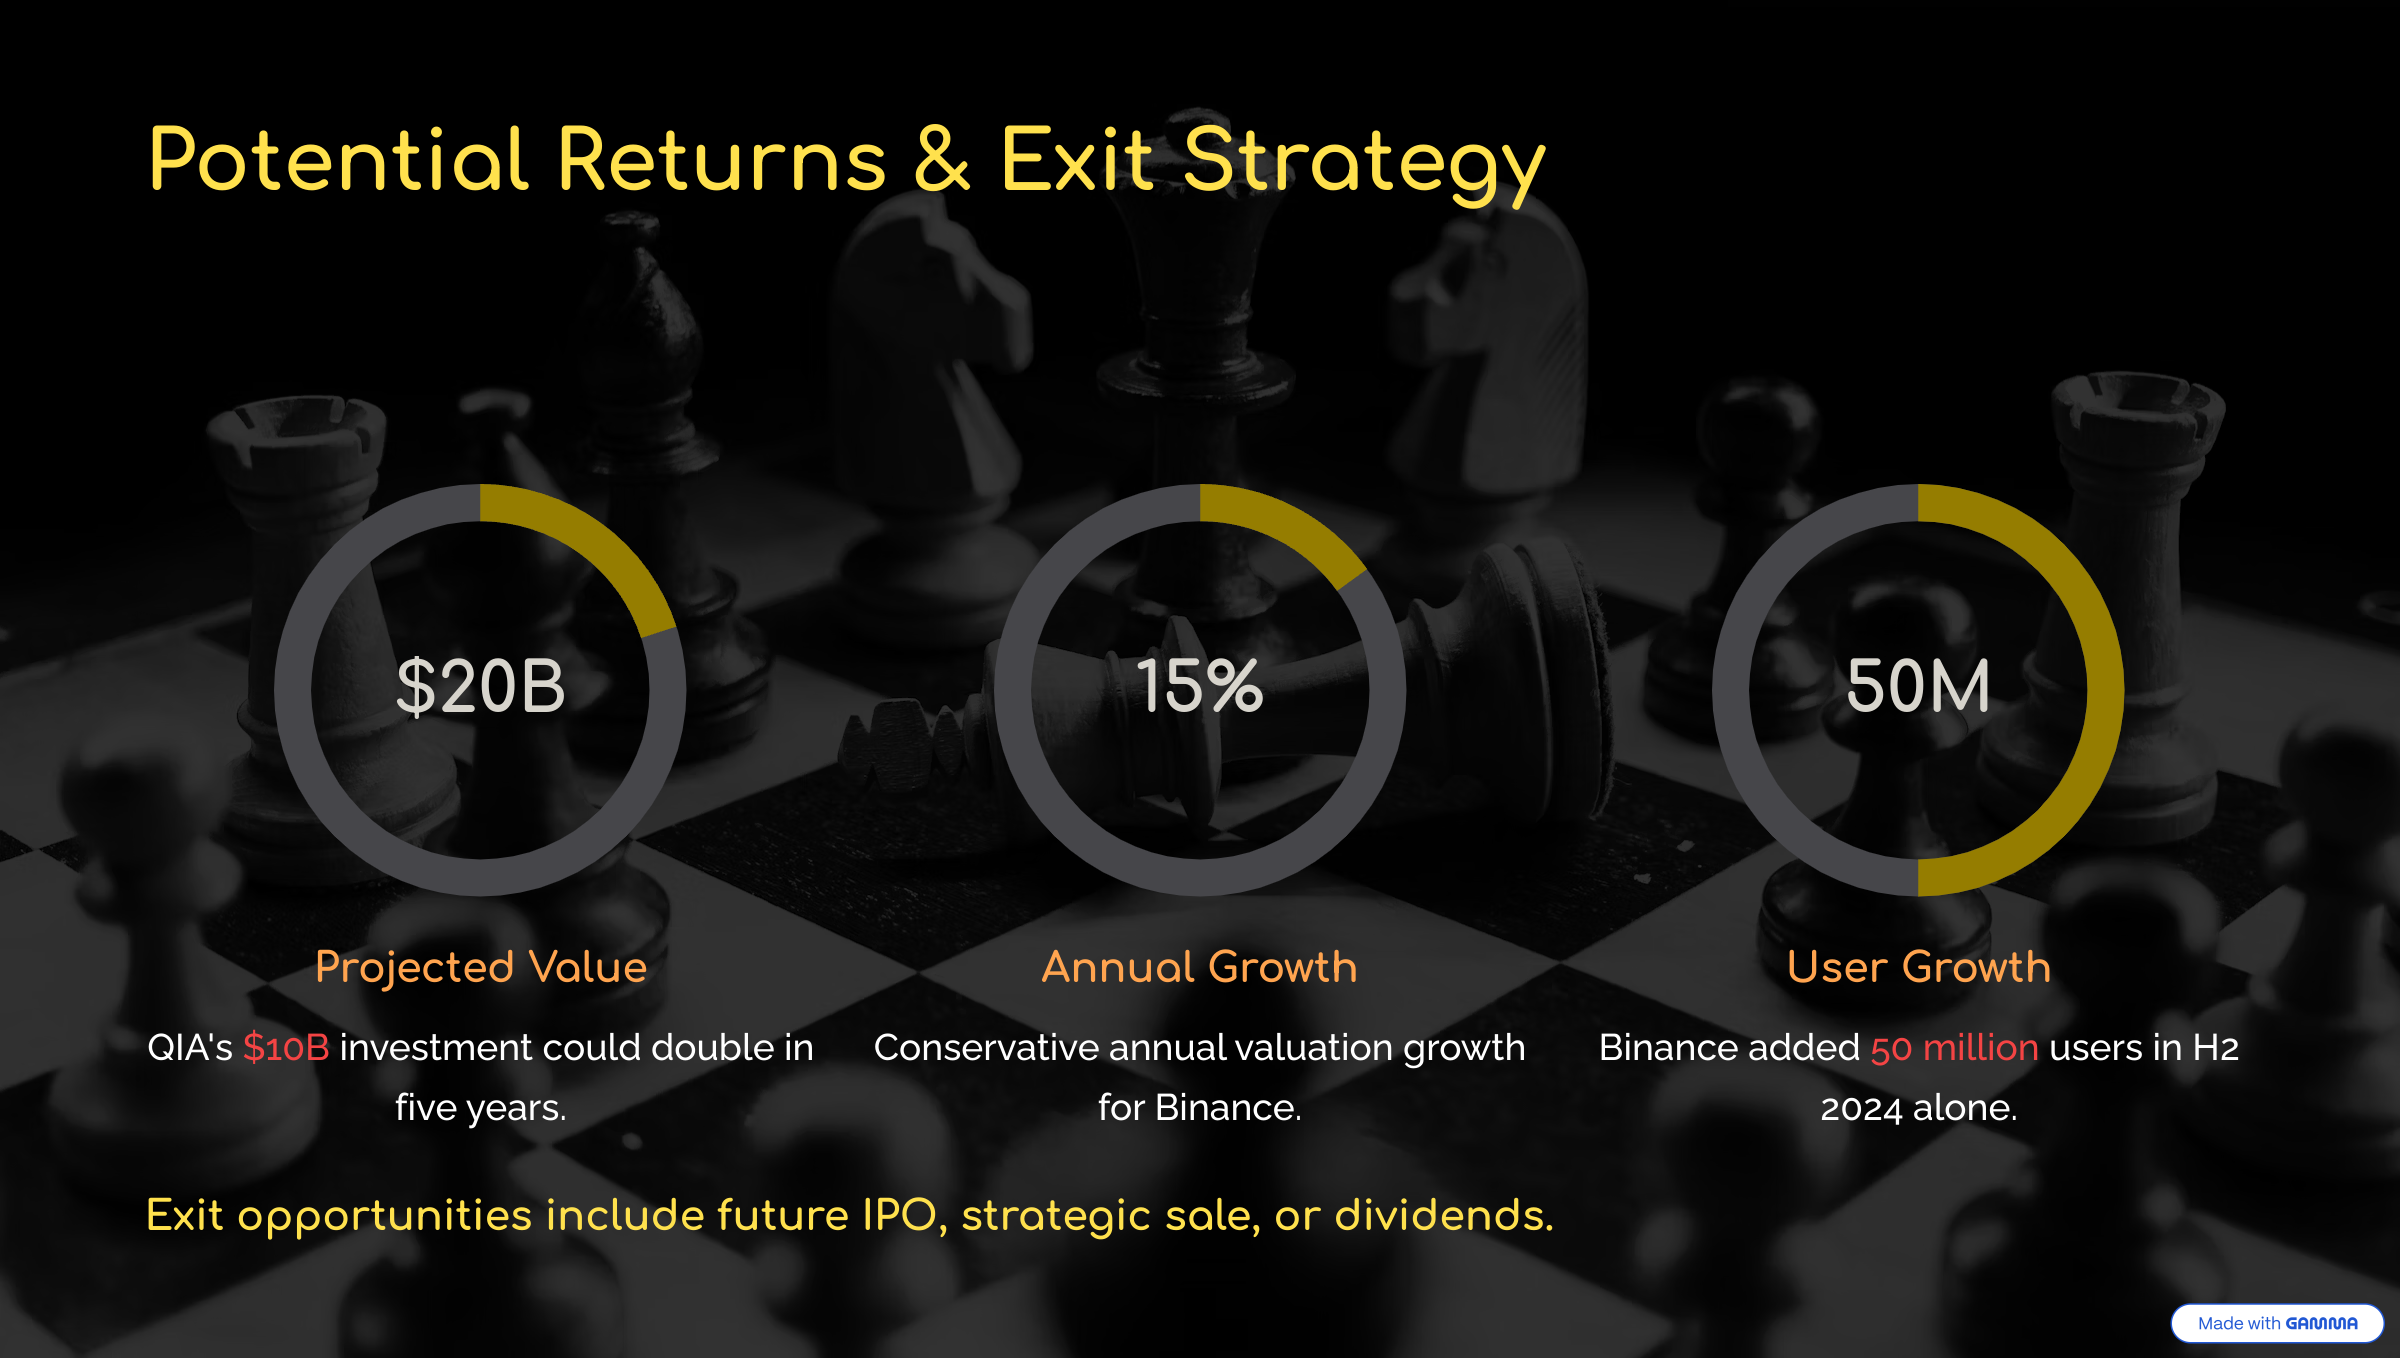 Potential Returns & Exit Strategy
$20B
15%
50M
Projected Value
QIA's $10B investment could double in
five years.
Annual Growth
Conservative annual valuation growth
for Binance.
User Growth
Binance added 50 million users in H2
2024 alone.
Exit opportunities include future IPO, strategic sale, or dividends.
Made with GAMMA